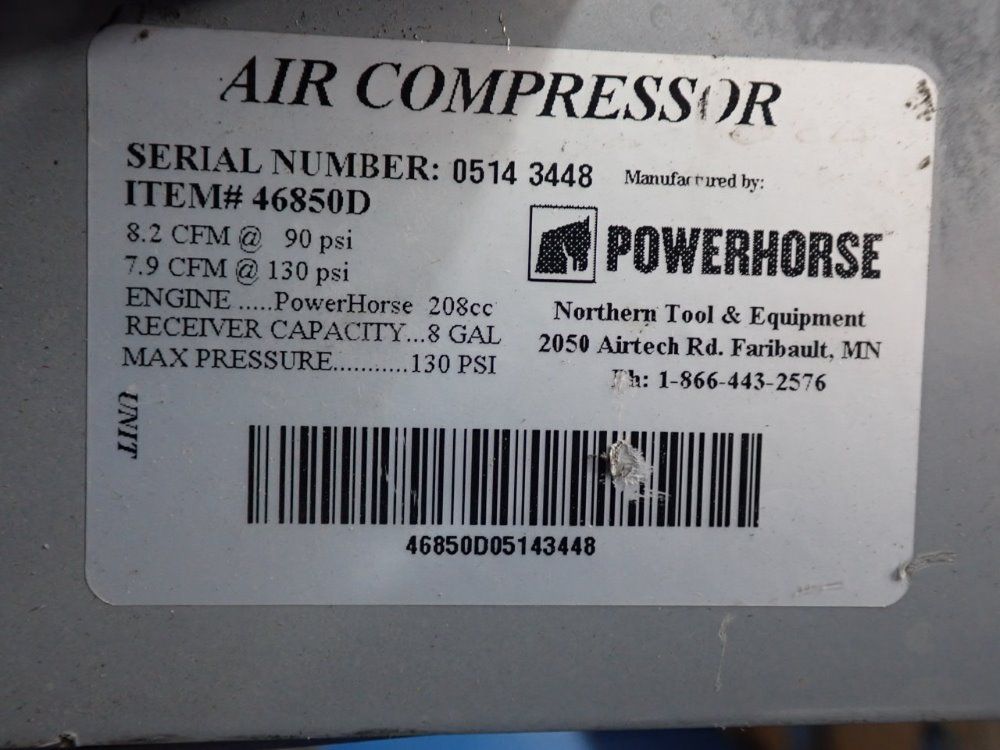 AIR COMPRESSOR
SERIAL NUMBER: 0514 3448
ITEM# 46850D
8.2 CFM @ 90 psi
7.9 CFM @ 130 psi
ENGINE .....PowerHorse 208cc
RECEIVER CAPACITY...8 GAL
MAX PRESSURE...........130 PSI
Manufactured by:
POWERHORSE
Northern Tool & Equipment
2050 Airtech Rd. Faribault, MN
Ph: 1-866-443-2576
UNIT
46850D05143448